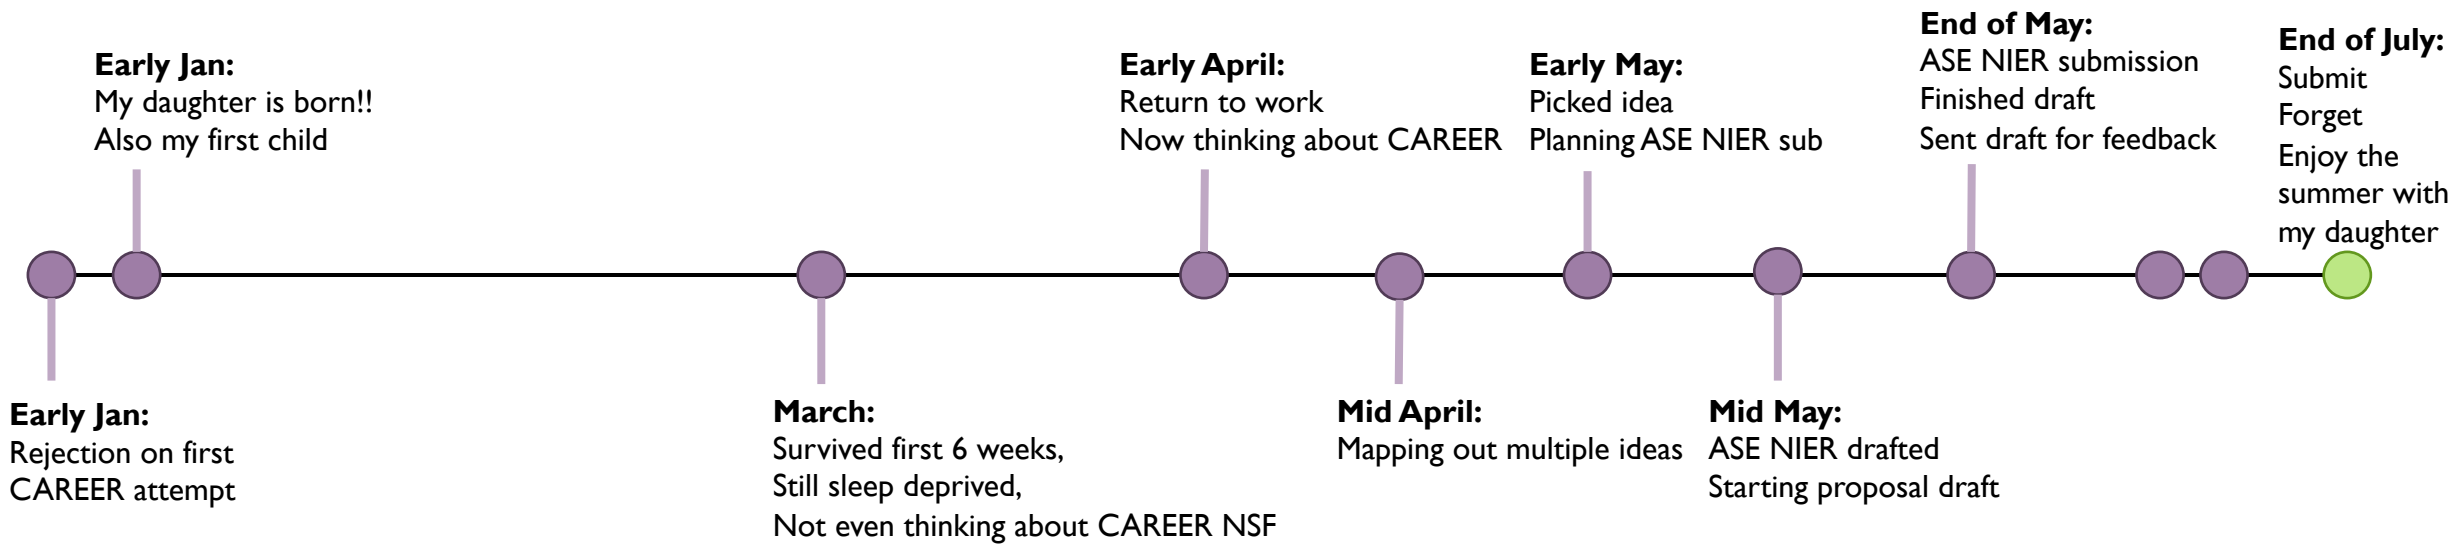 Early Jan:
My daughter is born!!
Also my first child
Early April:
Return to work
Now thinking about CAREER
Early May:
Picked idea
Planning ASE NIER sub
End of May:
ASE NIER submission
Finished draft
Sent draft for feedback
End of July:
Submit
Forget
Enjoy the
summer with
my daughter
Early Jan:
Rejection on first
CAREER attempt
March:
Survived first 6 weeks,
Still sleep deprived,
Not even thinking about CAREER NSF
Mid April:
Mapping out multiple ideas
Mid May:
ASE NIER drafted
Starting proposal draft